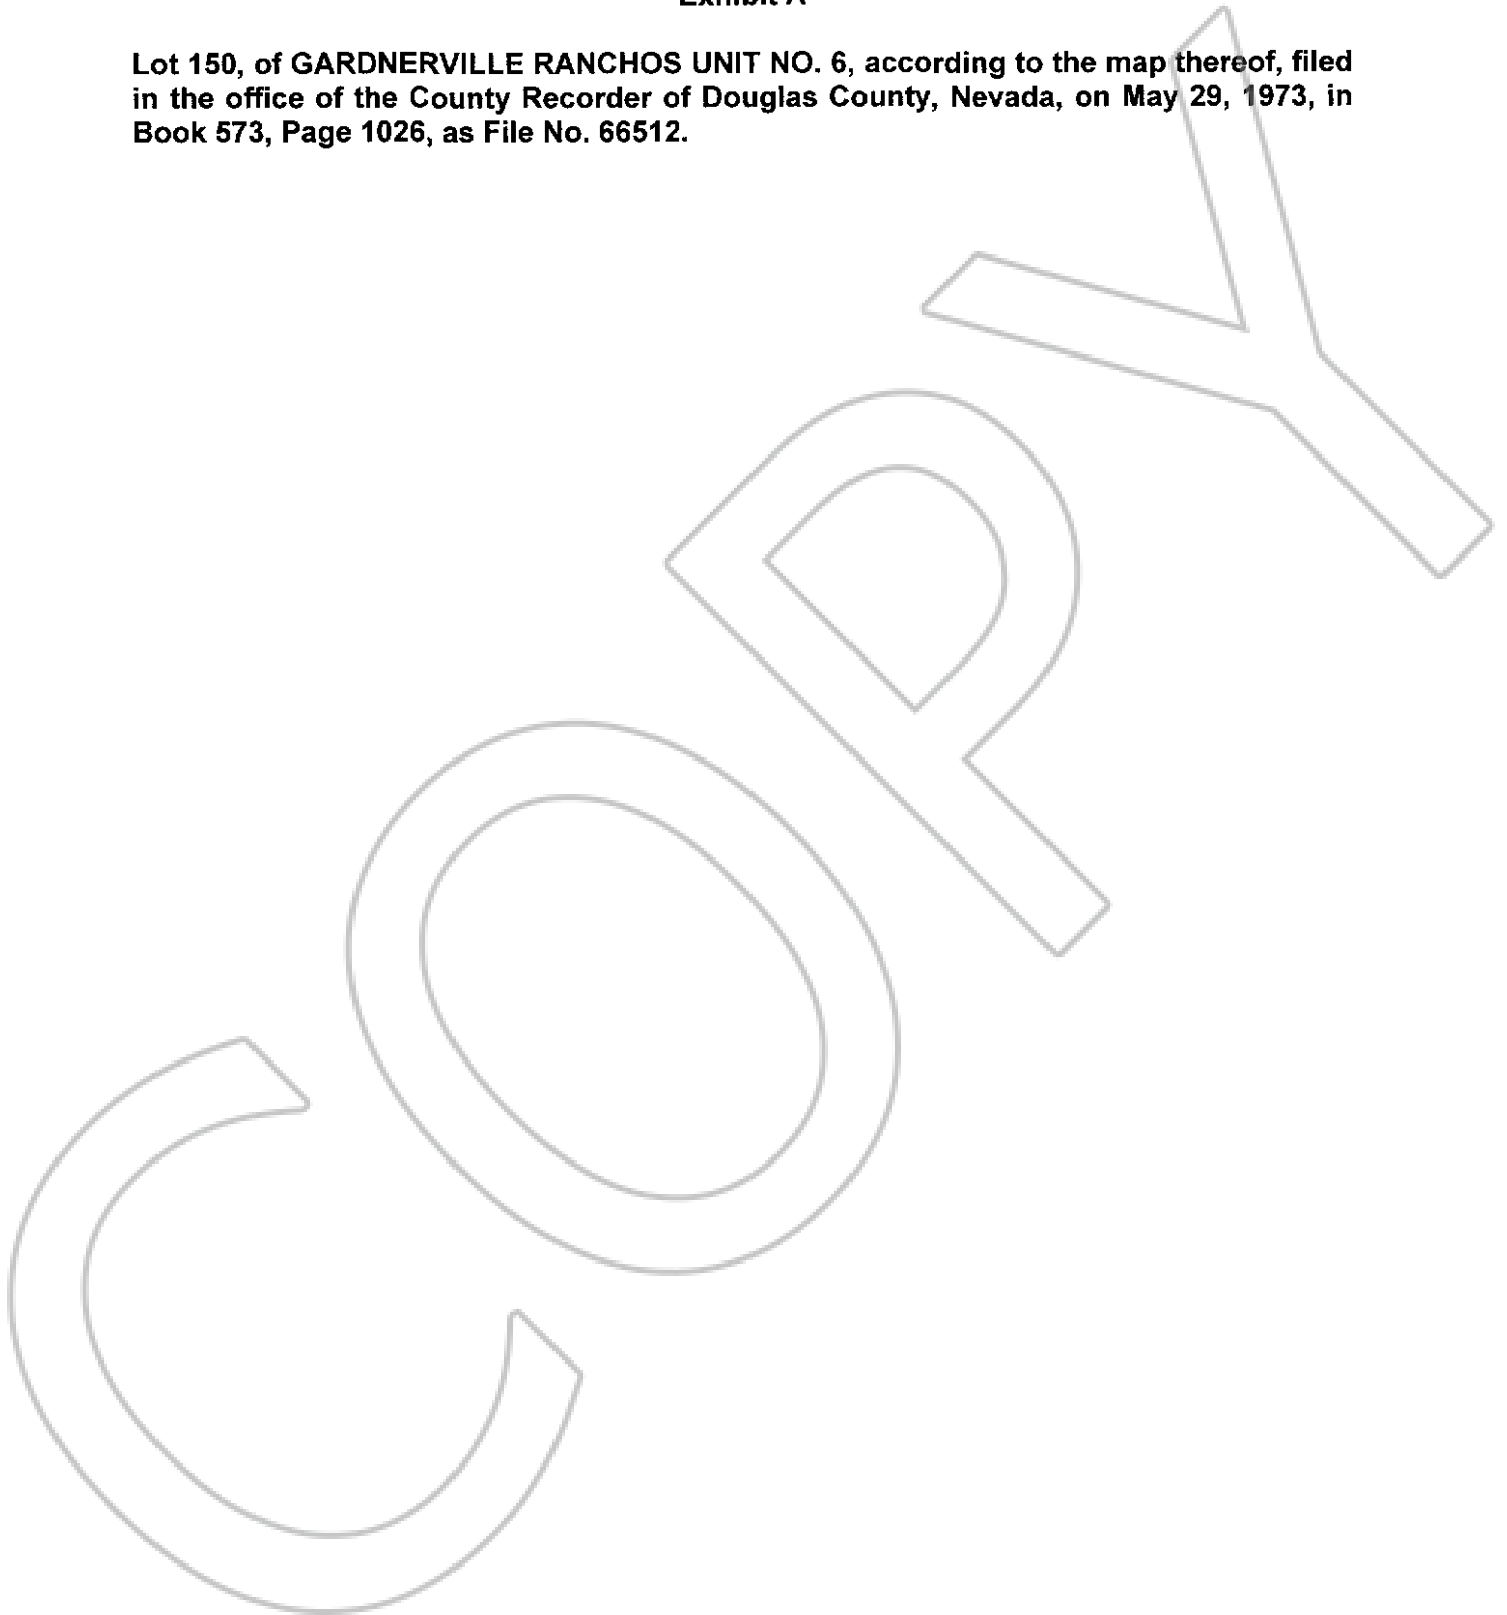 Exhibit A
Lot 150, of GARDNERVILLE RANCHOS UNIT NO. 6, according to the map thereof, filed
in the office of the County Recorder of Douglas County, Nevada, on May 29, 1973, in
Book 573, Page 1026, as File No. 66512.
COPY